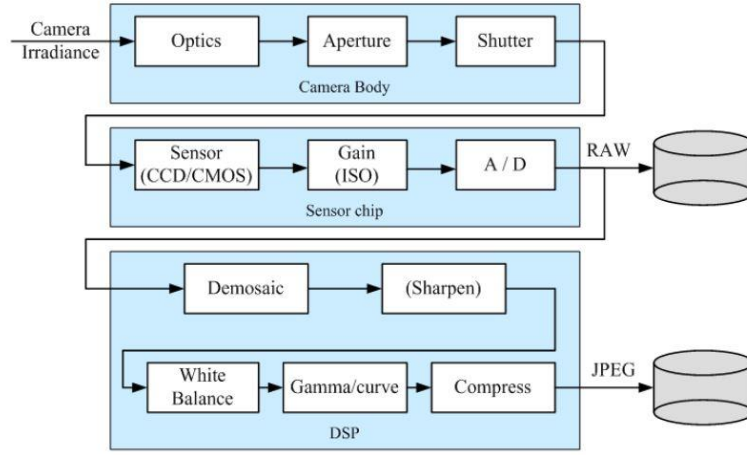 Camera
Irradiance
Optics
Aperture
Shutter
Camera Body
Sensor
(CCD/CMOS)
Gain
(ISO)
A / D
RAW
Sensor chip
Demosaic
(Sharpen)
White
Balance
Gamma/curve
Compress
JPEG
DSP